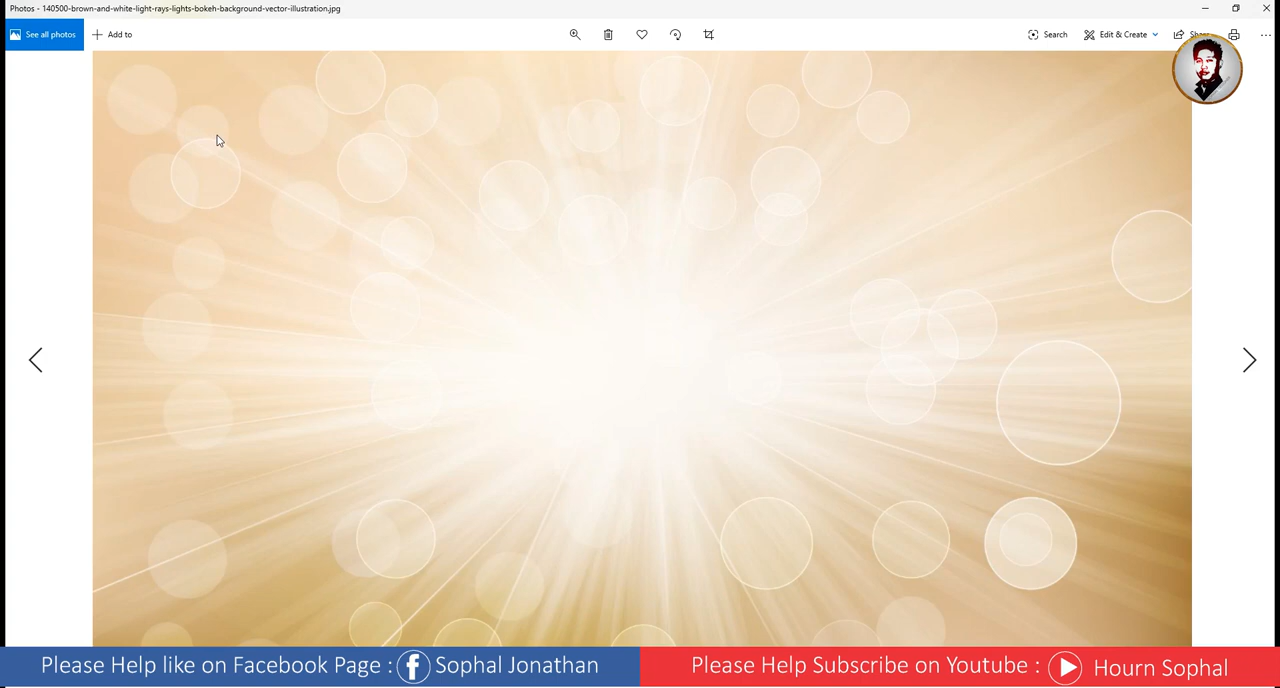 Photos - 140500-brown-and-white-light-rays-lights-bokeh-background-vector-illustration.jpg
See all photos
Add to
Search
Edit & Create
Please Help like on Facebook Page : f Sophal Jonathan
Please Help Subscribe on Youtube : Hourn Sophal